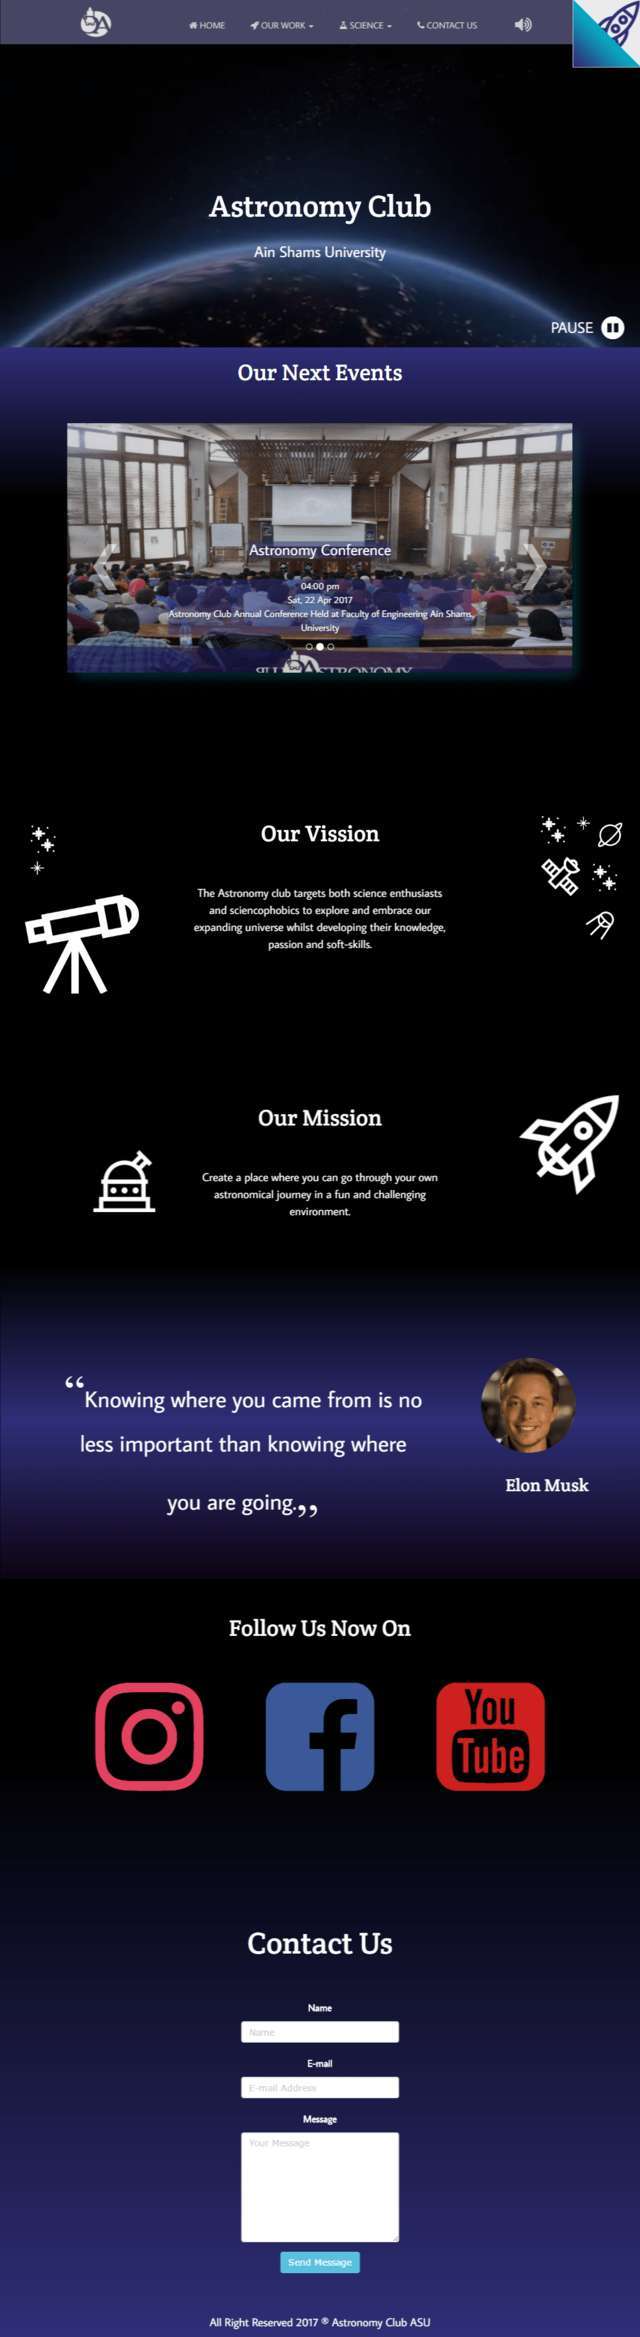 HOME
OUR WORK
SCIENCE
CONTACT US
Astronomy Club
Ain Shams University
PAUSE
Our Next Events
Astronomy Conference
04:00 pm
Sat, 22 Apr 2017
Astronomy Club Annual Conference Held at Faculty of Engineering Ain Shams
University
ASTRONOMY
Our Vission
The Astronomy club targets both science enthusiasts
and sciencophobics to explore and embrace our
expanding universe whilst developing their knowledge,
passion and soft-skills.
Our Mission
Create a place where you can go through your own
astronomical journey in a fun and challenging
environment.
“Knowing where you came from is no
less important than knowing where
you are going.„
Elon Musk
Follow Us Now On
You
Tube
Contact Us
Name
Name
E-mail
E-mail Address
Message
Your Message
Send Message
All Right Reserved 2017 ® Astronomy Club ASU